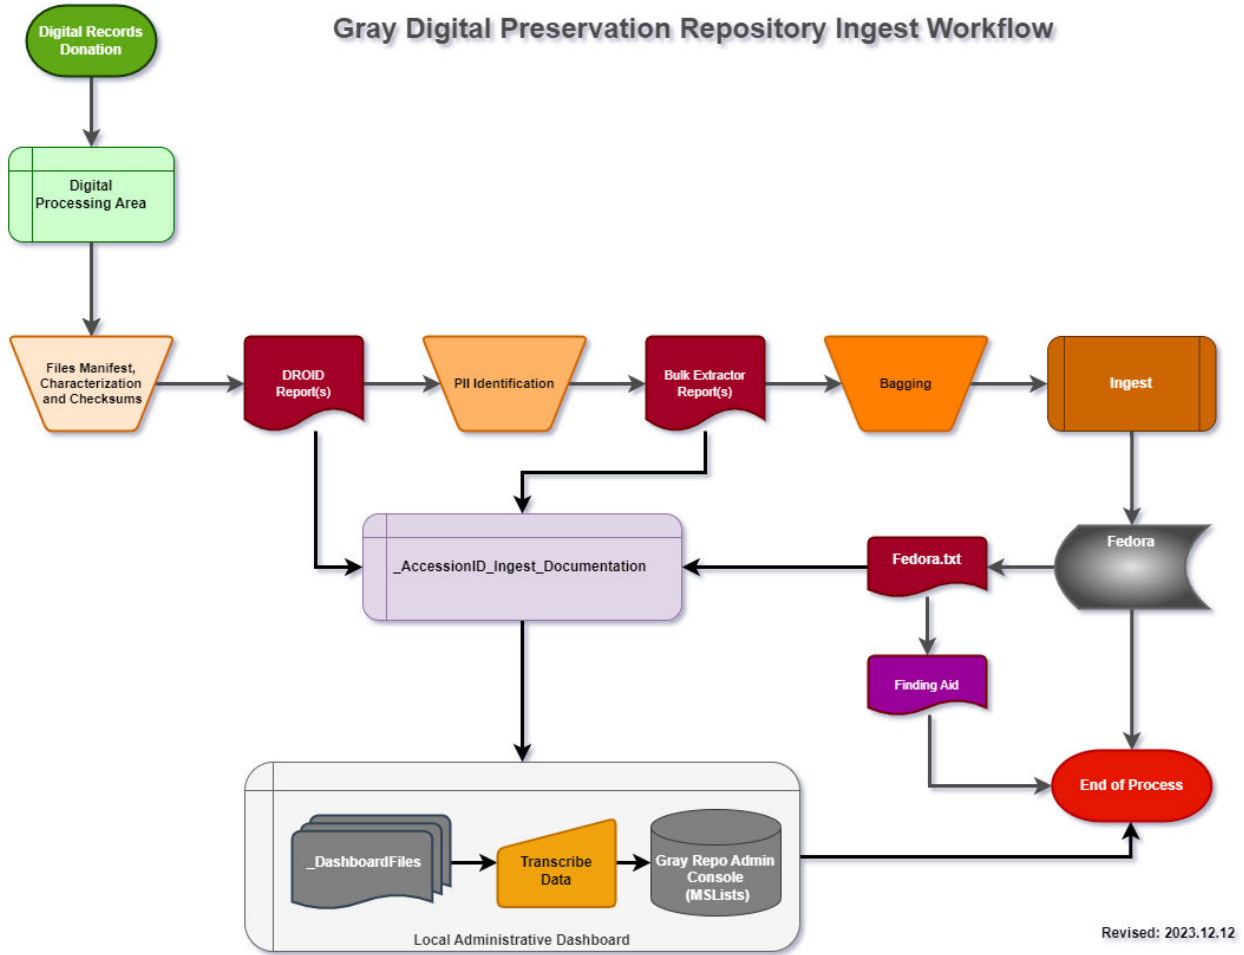 Gray Digital Preservation Repository Ingest Workflow
Digital Records
Donation
Digital
Processing Area
Files Manifest,
Characterization
and Checksums
DROID
Report(s)
PII Identification
Bulk Extractor
Report(s)
Bagging
Ingest
_AccessionID_Ingest_Documentation
Fedora.txt
Fedora
Finding Aid
End of Process
_DashboardFiles
Transcribe
Data
Gray Repo Admin
Console
(MSLists)
Local Administrative Dashboard
Revised: 2023.12.12